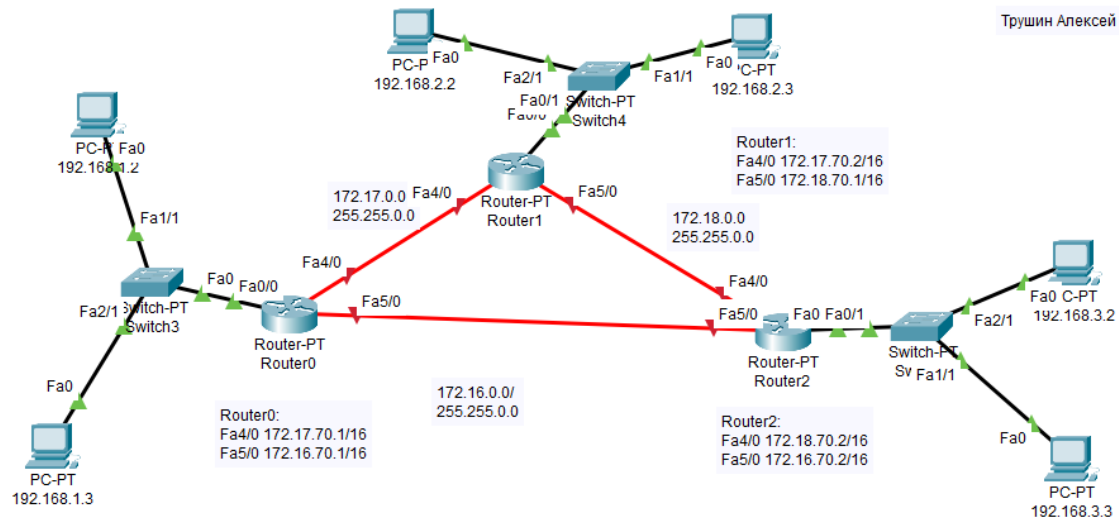 Трушин Алексей
Fa0
192.168.2.2
Fa2/1
Fa1/1
Fa0
192.168.2.3
Fa0/1
Switch-PT
Switch4
Fa0
192.168.1.2
Fa4/0
Router-PT
Router1
Fa5/0
172.17.0.0
255.255.0.0
172.18.0.0
255.255.0.0
Router1:
Fa4/0 172.17.70.2/16
Fa5/0 172.18.70.1/16
Fa1/1
Fa0
Fa0/0
Fa2/1
Switch-PT
Switch3
Fa4/0
Fa5/0
Router-PT
Router0
Fa4/0
Fa5/0
Fa0
Fa0/1
Router-PT
Router2
Fa0
C-PT
192.168.3.2
Fa2/1
Switch-PT
Fa1/1
172.16.0.0/
255.255.0.0
Fa0
PC-PT
192.168.1.3
Router0:
Fa4/0 172.17.70.1/16
Fa5/0 172.16.70.1/16
Router2:
Fa4/0 172.18.70.2/16
Fa5/0 172.16.70.2/16
Fa0
PC-PT
192.168.3.3